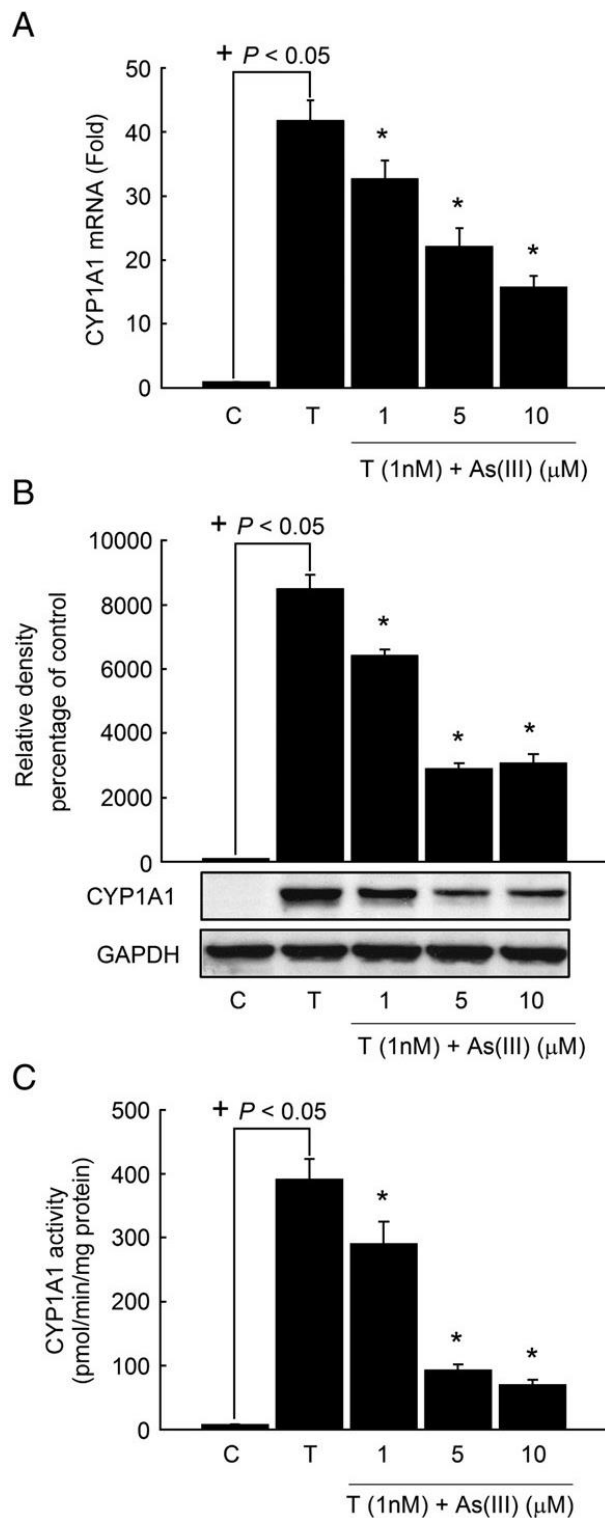 A
+ P < 0.05
50
40
30
20
10
0
CYP1A1 mRNA (Fold)
*
*
*
C T 1 5 10
T (1nM) + As(III) (μM)
B
+ P < 0.05
10000
8000
6000
4000
2000
0
Relative density
percentage of control
*
*
*
CYP1A1
GAPDH
C T 1 5 10
T (1nM) + As(III) (μM)
C
+ P < 0.05
500
400
300
200
100
0
CYP1A1 activity
(pmol/min/mg protein)
*
*
*
C T 1 5 10
T (1nM) + As(III) (μM)